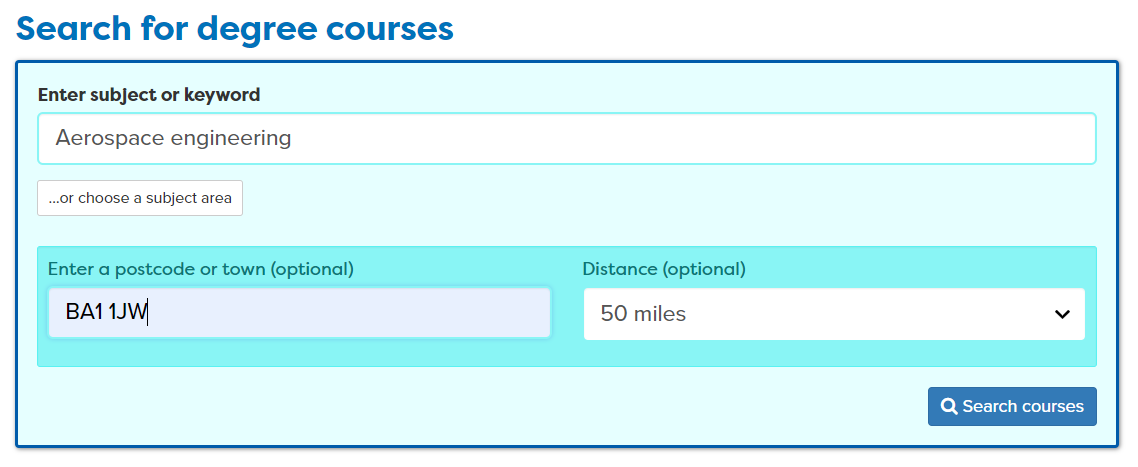 Search for degree courses
Enter subject or keyword
Aerospace engineering
...or choose a subject area
Enter a postcode or town (optional)
Distance (optional)
BA1 1JW
50 miles
Search courses